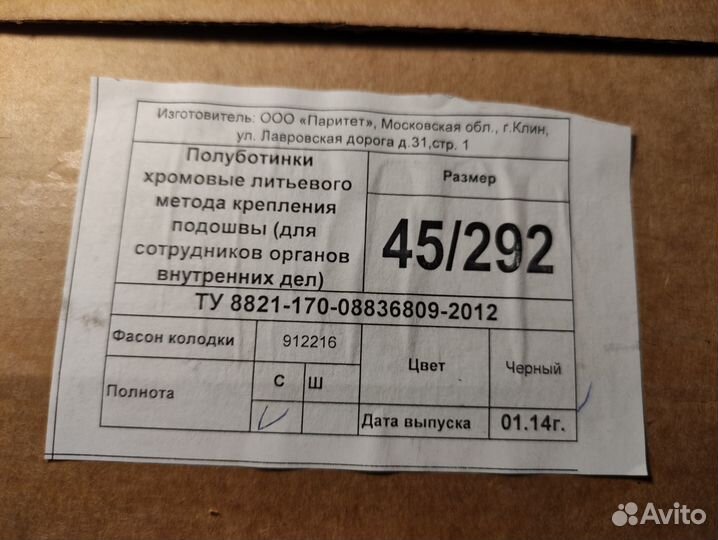 Изготовитель: ООО «Паритет», Московская обл., г.Клин,
ул. Лавровская дорога д.31,стр. 1
Полуботинки
хромовые литьевого
метода крепления
подошвы (для
сотрудников органов
внутренних дел)
Размер
45/292
ТУ 8821-170-08836809-2012
Фасон колодки
912216
Цвет
Черный
Полнота
С
Ш
Дата выпуска
01.14г.
Avito